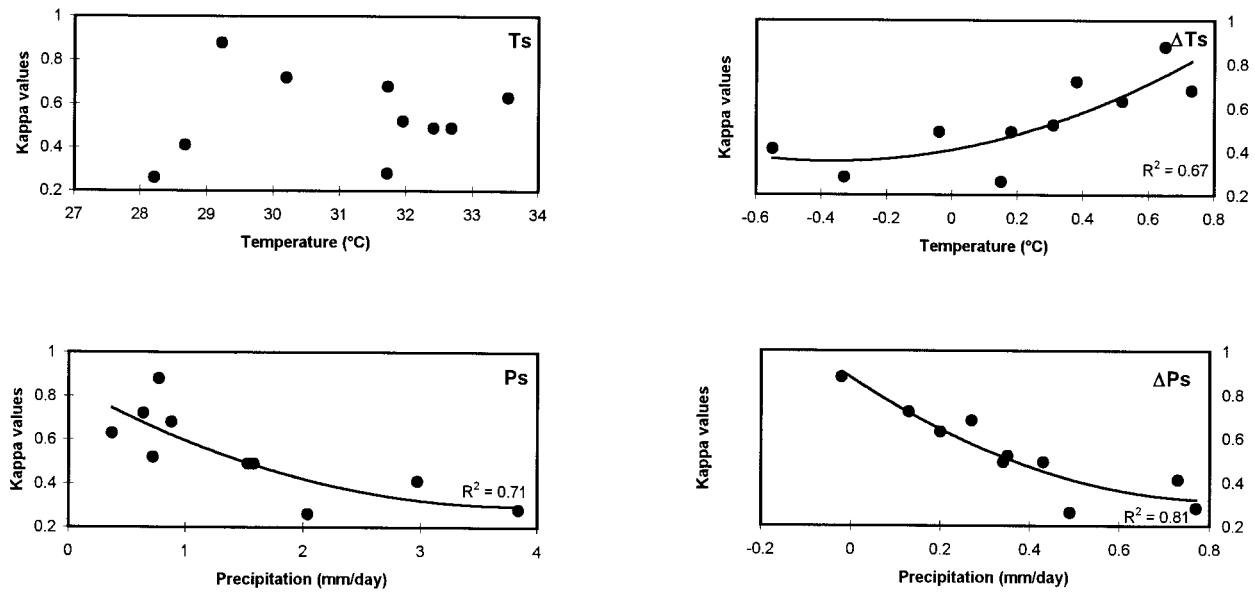 Ts
Kappa values
1
0.8
0.6
0.4
0.2
27 28 29 30 31 32 33 34
Temperature (°C)
ΔTs
Kappa values
1
0.8
0.6
0.4
0.2
R² = 0.67
-0.6 -0.4 -0.2 0 0.2 0.4 0.6 0.8
Temperature (°C)
Ps
Kappa values
1
0.8
0.6
0.4
0.2
R² = 0.71
0 1 2 3 4
Precipitation (mm/day)
ΔPs
Kappa values
1
0.8
0.6
0.4
0.2
R² = 0.81
-0.2 0 0.2 0.4 0.6 0.8
Precipitation (mm/day)